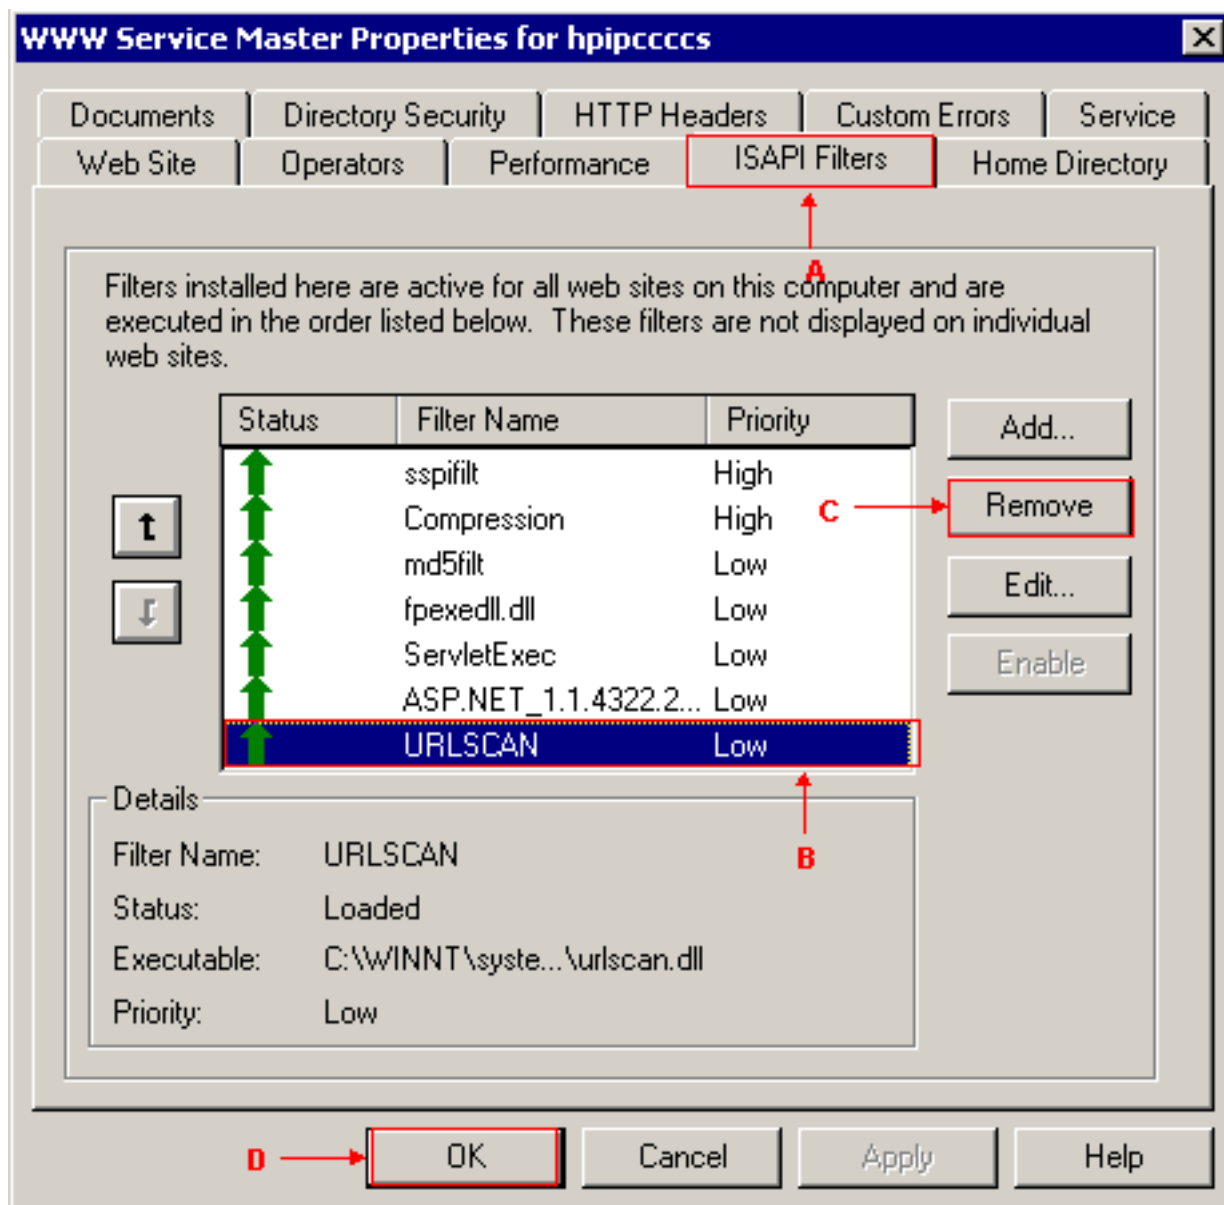 WWW Service Master Properties for hpipccccs
Documents Directory Security HTTP Headers Custom Errors Service
Web Site Operators Performance ISAPI Filters Home Directory
A
Filters installed here are active for all web sites on this computer and are
executed in the order listed below. These filters are not displayed on individual
web sites.
Status Filter Name Priority
sspifilt High
Compression High
md5filt Low
fpexedll.dll Low
ServletExec Low
ASP.NET_1.1.4322.2... Low
URLSCAN Low
Add...
C
Remove
Edit...
Enable
B
Details
Filter Name: URLSCAN
Status: Loaded
Executable: C:\WINNT\syste...\urlscan.dll
Priority: Low
D
OK Cancel Apply Help